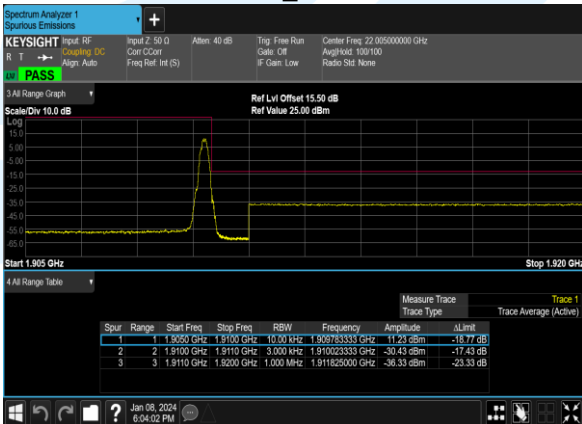 Spectrum Analyzer 1
Spurious Emissions
KEYSIGHT Input: RF Input Z: 50 Ω Atten: 40 dB Trig: Free Run Center Freq: 22.005000000 GHz
R T Coupling: DC Corr CCorr Gate: Off Avg|Hold: 100/100
Align: Auto Freq Ref: Int (S) IF Gain: Low Radio Std: None
LXI PASS
3 All Range Graph
Ref Lvl Offset 15.50 dB
Scale/Div 10.0 dB Ref Value 25.00 dBm
Log
15.0
5.00
-5.00
-15.0
-25.0
-35.0
-45.0
-55.0
-65.0
Start 1.905 GHz Stop 1.920 GHz
4 All Range Table
Measure Trace Trace 1
Trace Type Trace Average (Active)
Spur Range Start Freq Stop Freq RBW Frequency Amplitude ΔLimit
1 1 1.9050 GHz 1.9100 GHz 10.00 kHz 1.909783333 GHz 11.23 dBm -18.77 dB
2 2 1.9100 GHz 1.9110 GHz 3.000 kHz 1.910023333 GHz -30.43 dBm -17.43 dB
3 3 1.9110 GHz 1.9200 GHz 1.000 MHz 1.911825000 GHz -36.33 dBm -23.33 dB
? Jan 08, 2024
6:04:02 PM